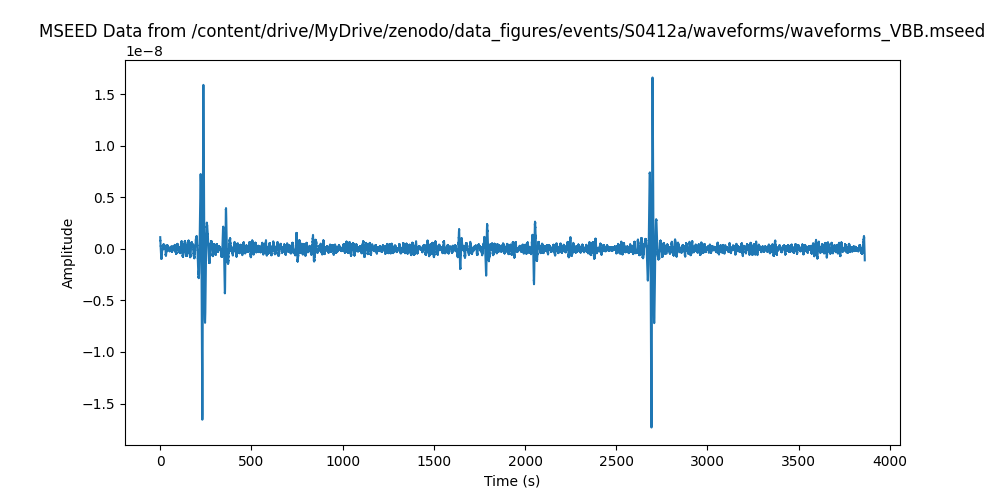 MSEED Data from /content/drive/MyDrive/zenodo/data_figures/events/S0412a/waveforms/waveforms_VBB.mseed
1e−8
1.5
1.0
0.5
0.0
−0.5
−1.0
−1.5
Amplitude
0 500 1000 1500 2000 2500 3000 3500 4000
Time (s)